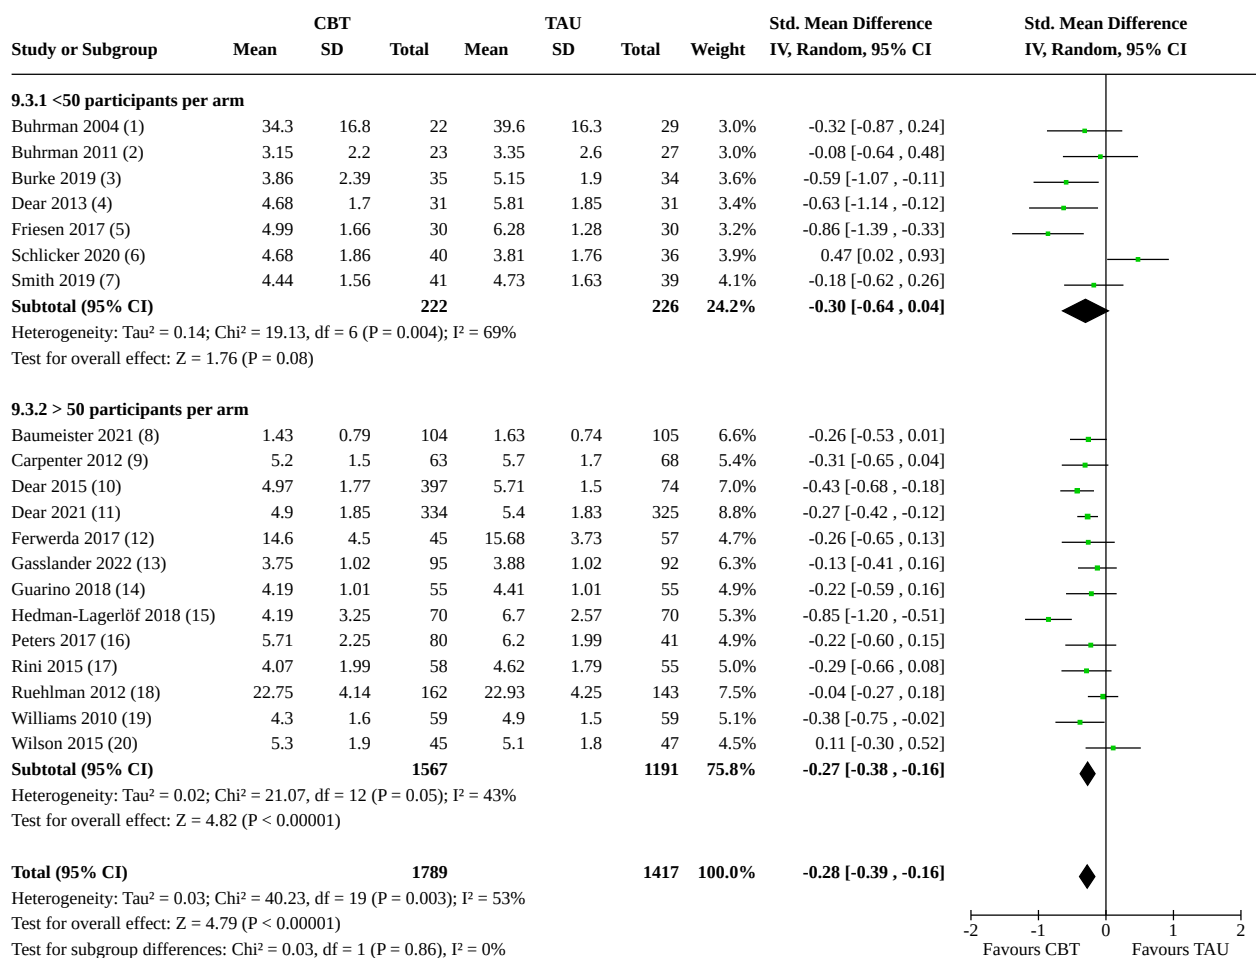 CBT TAU Std. Mean Difference Std. Mean Difference
Study or Subgroup Mean SD Total Mean SD Total Weight IV, Random, 95% CI IV, Random, 95% CI
9.3.1 <50 participants per arm
Buhrman 2004 (1) 34.3 16.8 22 39.6 16.3 29 3.0% -0.32 [-0.87 , 0.24]
Buhrman 2011 (2) 3.15 2.2 23 3.35 2.6 27 3.0% -0.08 [-0.64 , 0.48]
Burke 2019 (3) 3.86 2.39 35 5.15 1.9 34 3.6% -0.59 [-1.07 , -0.11]
Dear 2013 (4) 4.68 1.7 31 5.81 1.85 31 3.4% -0.63 [-1.14 , -0.12]
Friesen 2017 (5) 4.99 1.66 30 6.28 1.28 30 3.2% -0.86 [-1.39 , -0.33]
Schlicker 2020 (6) 4.68 1.86 40 3.81 1.76 36 3.9% 0.47 [0.02 , 0.93]
Smith 2019 (7) 4.44 1.56 41 4.73 1.63 39 4.1% -0.18 [-0.62 , 0.26]
Subtotal (95% CI) 222 226 24.2% -0.30 [-0.64 , 0.04]
Heterogeneity: Tau² = 0.14; Chi² = 19.13, df = 6 (P = 0.004); I² = 69%
Test for overall effect: Z = 1.76 (P = 0.08)
9.3.2 > 50 participants per arm
Baumeister 2021 (8) 1.43 0.79 104 1.63 0.74 105 6.6% -0.26 [-0.53 , 0.01]
Carpenter 2012 (9) 5.2 1.5 63 5.7 1.7 68 5.4% -0.31 [-0.65 , 0.04]
Dear 2015 (10) 4.97 1.77 397 5.71 1.5 74 7.0% -0.43 [-0.68 , -0.18]
Dear 2021 (11) 4.9 1.85 334 5.4 1.83 325 8.8% -0.27 [-0.42 , -0.12]
Ferwerda 2017 (12) 14.6 4.5 45 15.68 3.73 57 4.7% -0.26 [-0.65 , 0.13]
Gasslander 2022 (13) 3.75 1.02 95 3.88 1.02 92 6.3% -0.13 [-0.41 , 0.16]
Guarino 2018 (14) 4.19 1.01 55 4.41 1.01 55 5.1% -0.22 [-0.59 , 0.16]
Hedman-Lagerlöf 2018 (15) 4.19 3.25 70 6.7 2.57 70 5.3% -0.85 [-1.20 , -0.51]
Peters 2017 (16) 5.71 2.25 80 6.2 1.99 41 4.9% -0.22 [-0.60 , 0.15]
Rini 2015 (17) 4.07 1.99 58 4.62 1.79 55 5.0% -0.29 [-0.66 , 0.08]
Ruehlman 2012 (18) 22.75 4.14 162 22.93 4.25 143 7.5% -0.04 [-0.27 , 0.18]
Williams 2010 (19) 4.3 1.6 59 4.9 1.5 59 5.1% -0.38 [-0.75 , -0.02]
Wilson 2015 (20) 5.3 1.9 45 5.1 1.8 47 4.5% 0.11 [-0.30 , 0.52]
Subtotal (95% CI) 1567 1191 75.8% -0.27 [-0.38 , -0.16]
Heterogeneity: Tau² = 0.02; Chi² = 21.07, df = 12 (P = 0.05); I² = 43%
Test for overall effect: Z = 4.82 (P < 0.00001)
Total (95% CI) 1789 1417 100.0% -0.28 [-0.39 , -0.16]
Heterogeneity: Tau² = 0.03; Chi² = 40.23, df = 19 (P = 0.003); I² = 53%
Test for overall effect: Z = 4.79 (P < 0.00001)
-2 -1 0 1 2
Test for subgroup differences: Chi² = 0.03, df = 1 (P = 0.86), I² = 0% Favours CBT Favours TAU